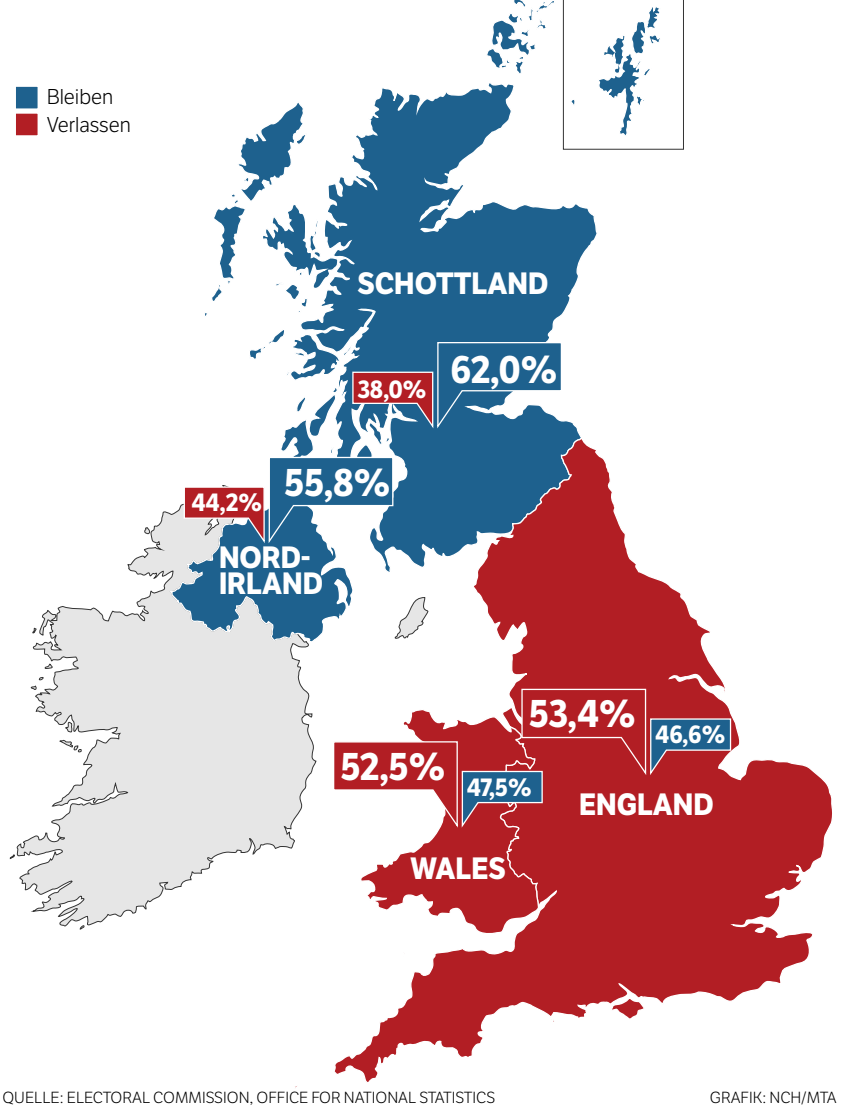 Bleiben
Verlassen
SCHOTTLAND
38,0%
62,0%
44,2%
55,8%
NORD-
IRLAND
53,4%
46,6%
52,5%
47,5%
ENGLAND
WALES
QUELLE: ELECTORAL COMMISSION, OFFICE FOR NATIONAL STATISTICS
GRAFIK: NCH/MTA